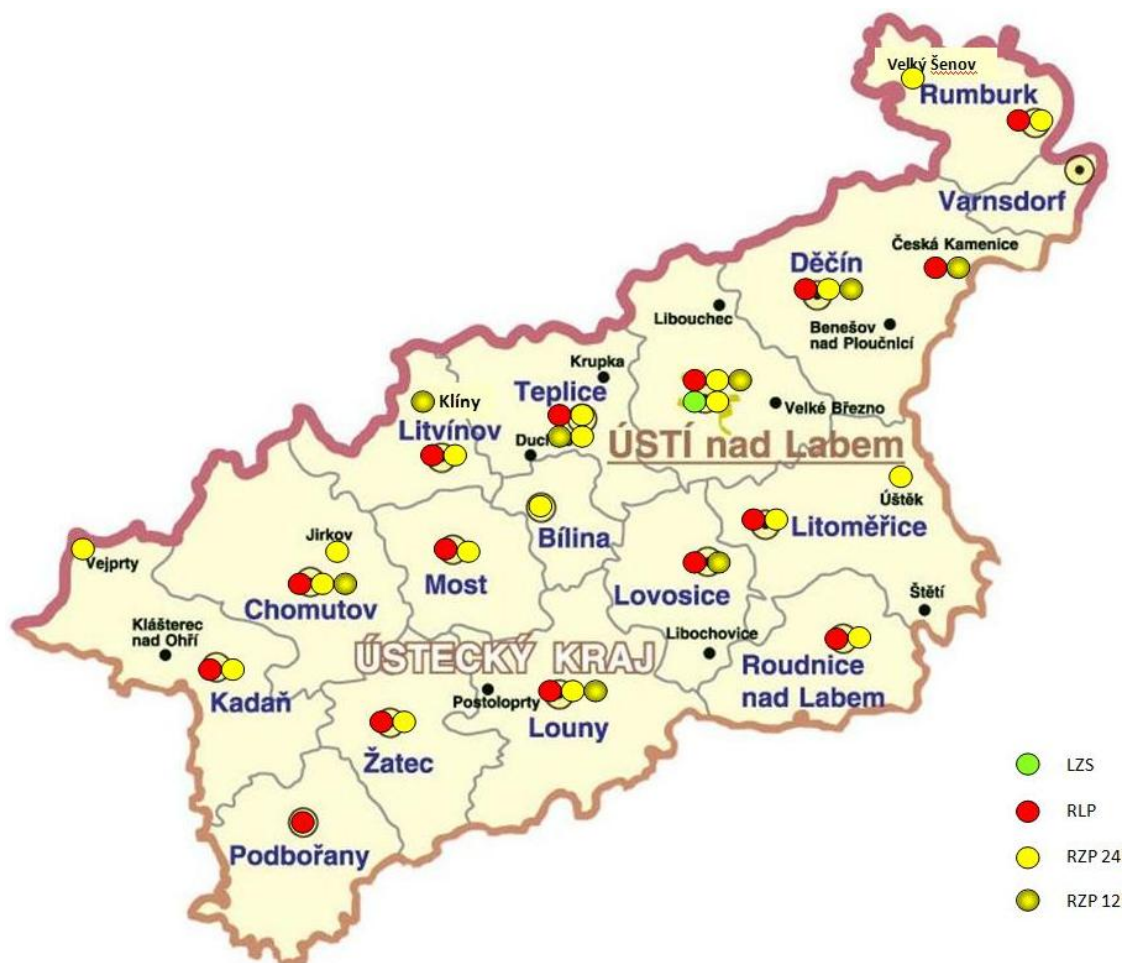 Velký Šenov
Rumburk
Varnsdorf
Česká Kamenice
Děčín
Libouchec
Benešov
nad Ploučnicí
Krupka
Teplice
Klíny
Velké Březno
Litvínov
ÚSTÍ nad Labem
Úštěk
Litoměřice
Bílina
Jirkov
Vejprty
Most
Lovosice
Chomutov
Štětí
Klášterec
nad Ohří
Libochovice
ÚSTECKÝ KRAJ
Roudnice
nad Labem
Kadaň
Postoloprty
Louny
Žatec
Podbořany
LZS
RLP
RZP 24
RZP 12